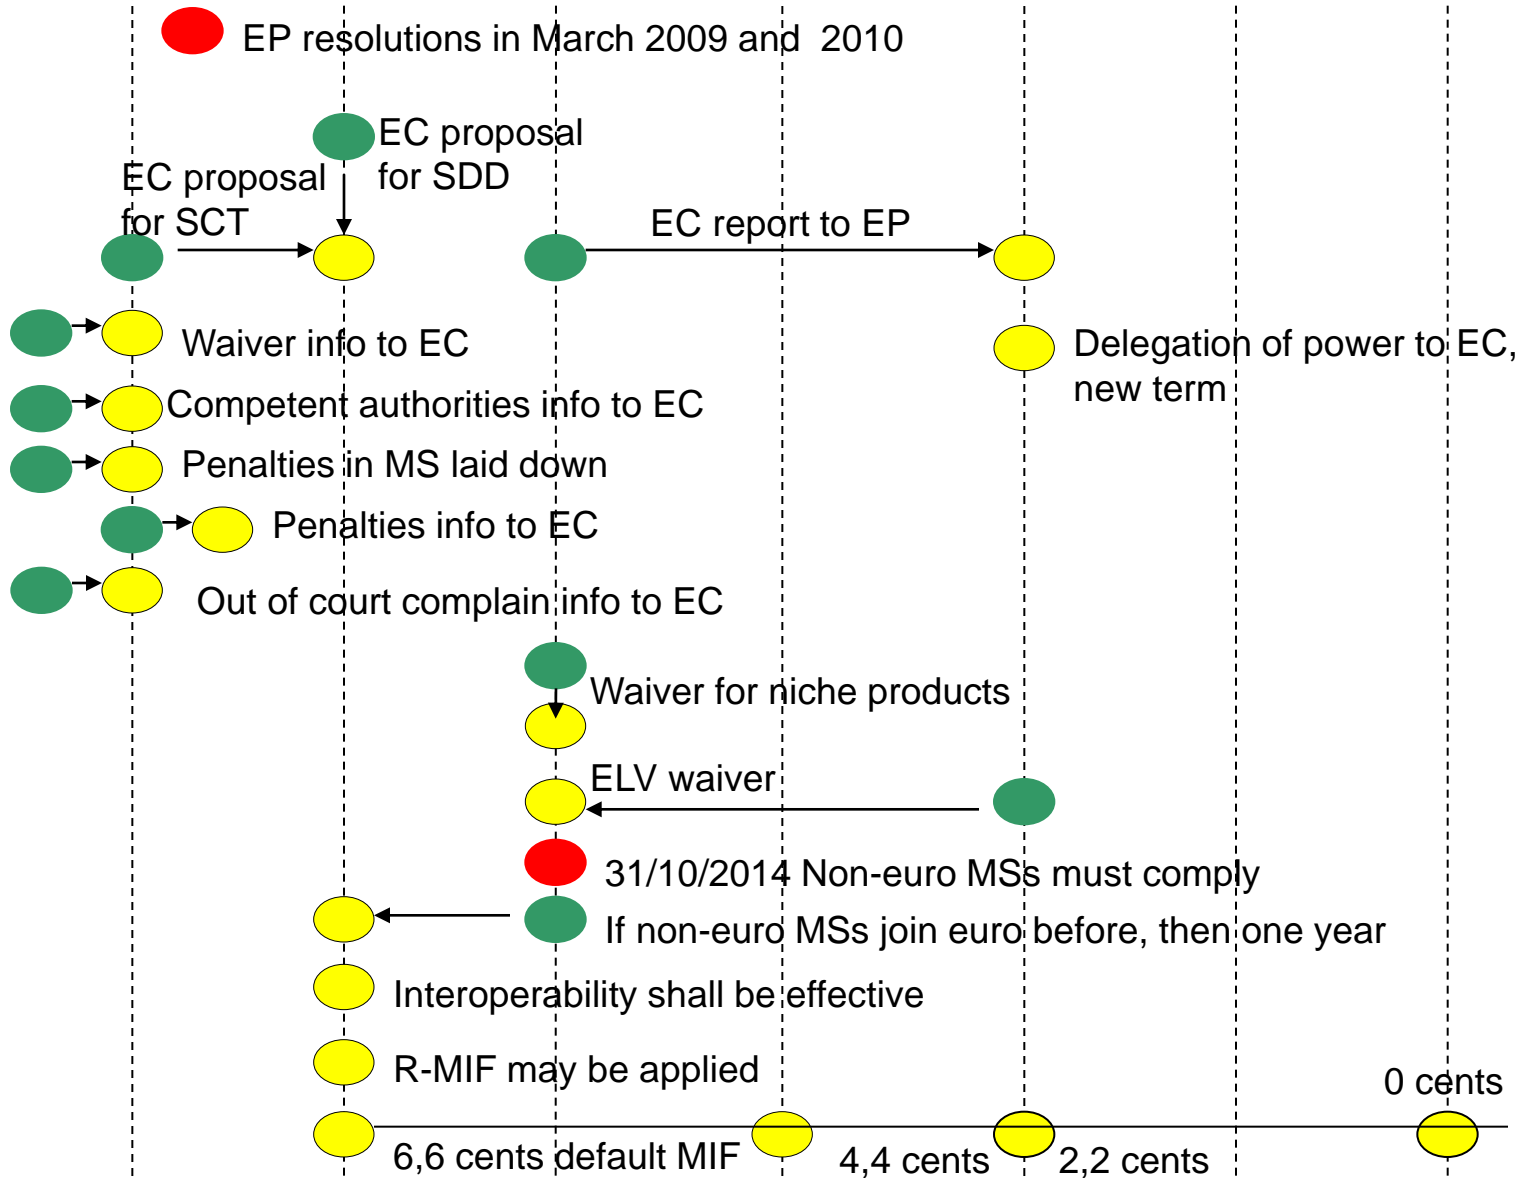 EP resolutions in March 2009 and 2010
EC proposal
for SDD
EC proposal
for SCT
EC report to EP
Waiver info to EC
Delegation of power to EC,
new term
Competent authorities info to EC
Penalties in MS laid down
Penalties info to EC
Out of court complain info to EC
Waiver for niche products
ELV waiver
31/10/2014 Non-euro MSs must comply
If non-euro MSs join euro before, then one year
Interoperability shall be effective
R-MIF may be applied
0 cents
6,6 cents default MIF
4,4 cents
2,2 cents